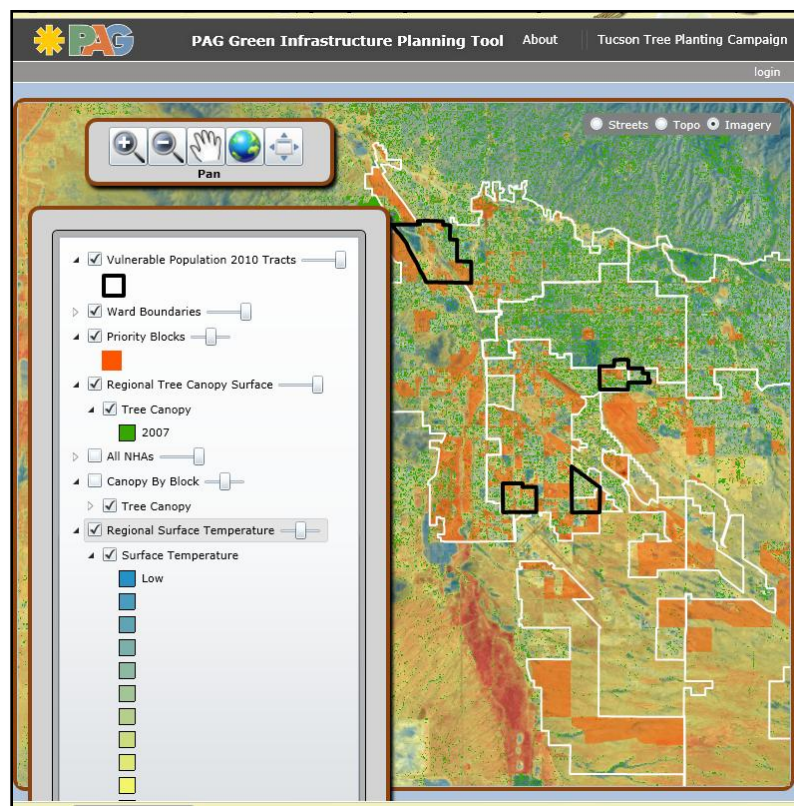 PAG
PAG Green Infrastructure Planning Tool About Tucson Tree Planting Campaign
login
Streets Topo Imagery
Pan
Vulnerable Population 2010 Tracts
Ward Boundaries
Priority Blocks
Regional Tree Canopy Surface
Tree Canopy
2007
All NHAs
Canopy By Block
Tree Canopy
Regional Surface Temperature
Surface Temperature
Low